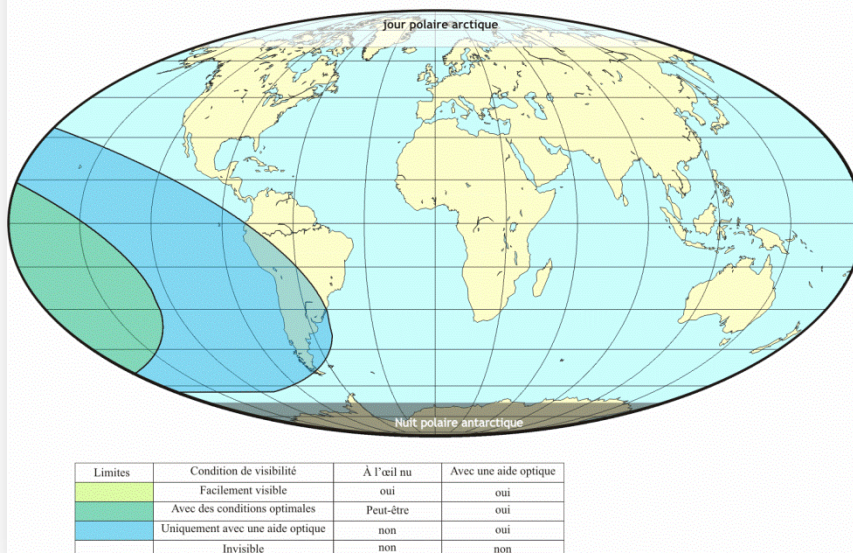 jour polaire arctique
Nuit polaire antarctique
Limites Condition de visibilité À l'œil nu Avec une aide optique
Facilement visible oui oui
Avec des conditions optimales Peut-être oui
Uniquement avec une aide optique non oui
Invisible non non